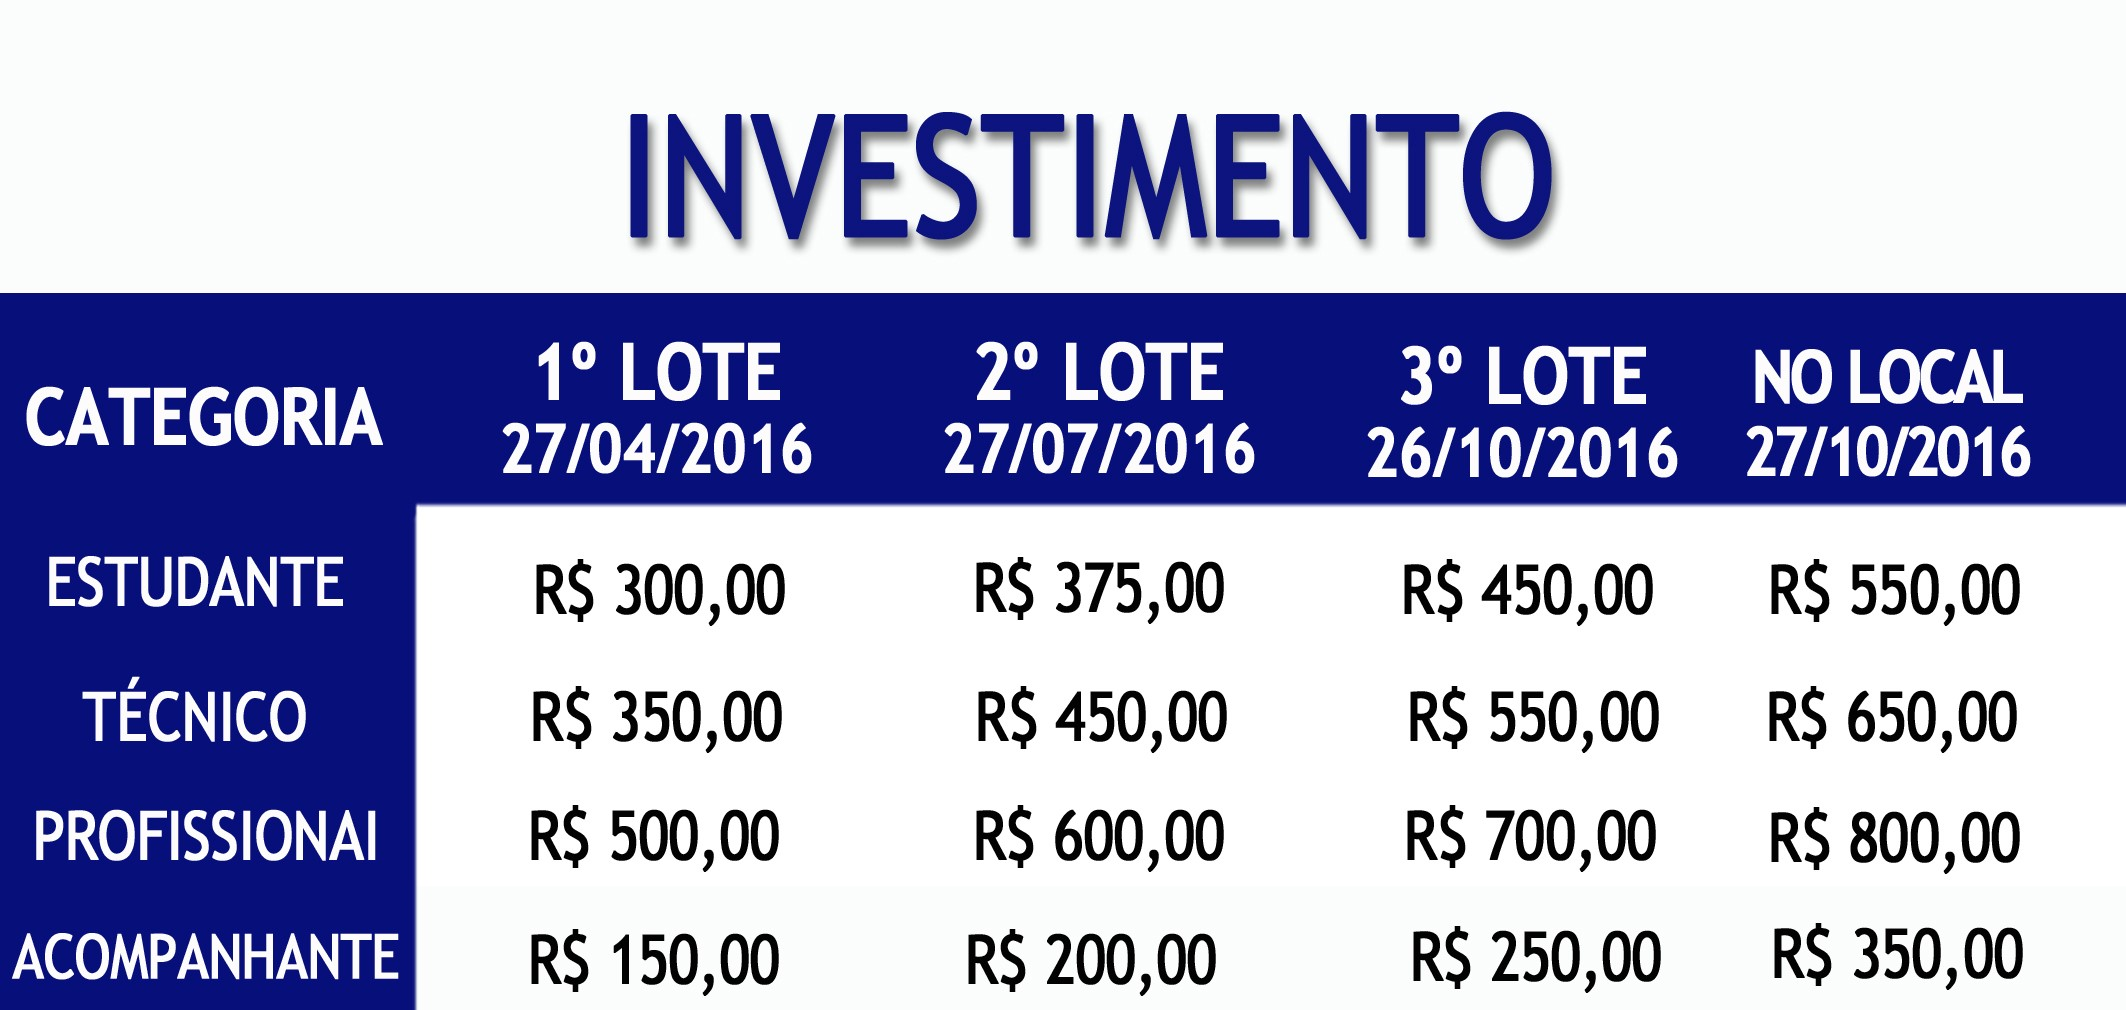 INVESTIMENTO
CATEGORIA 1º LOTE 2º LOTE 3º LOTE NO LOCAL
27/04/2016 27/07/2016 26/10/2016 27/10/2016
ESTUDANTE R$ 300,00 R$ 375,00 R$ 450,00 R$ 550,00
TÉCNICO R$ 350,00 R$ 450,00 R$ 550,00 R$ 650,00
PROFISSIONAI R$ 500,00 R$ 600,00 R$ 700,00 R$ 800,00
ACOMPANHANTE R$ 150,00 R$ 200,00 R$ 250,00 R$ 350,00